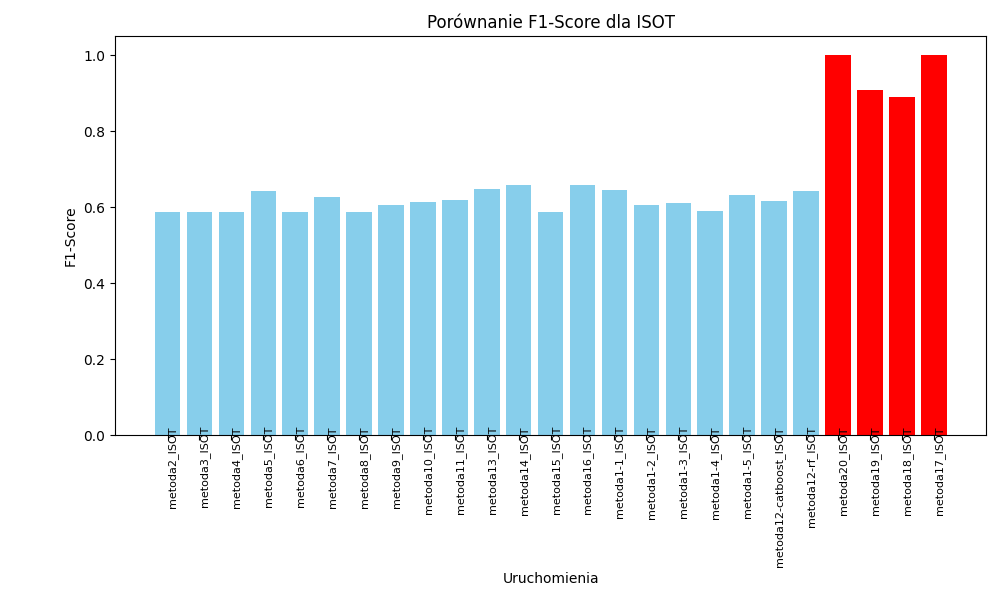 Porównanie F1-Score dla ISOT
F1-Score
1.0
0.8
0.6
0.4
0.2
0.0
metoda2_ISOT
metoda3_ISOT
metoda4_ISOT
metoda5_ISOT
metoda6_ISOT
metoda7_ISOT
metoda8_ISOT
metoda9_ISOT
metoda10_ISOT
metoda11_ISOT
metoda13_ISOT
metoda14_ISOT
metoda15_ISOT
metoda16_ISOT
metoda1-1_ISOT
metoda1-2_ISOT
metoda1-3_ISOT
metoda1-4_ISOT
metoda1-5_ISOT
metoda12-catboost_ISOT
metoda12-rf_ISOT
metoda20_ISOT
metoda19_ISOT
metoda18_ISOT
metoda17_ISOT
Uruchomienia